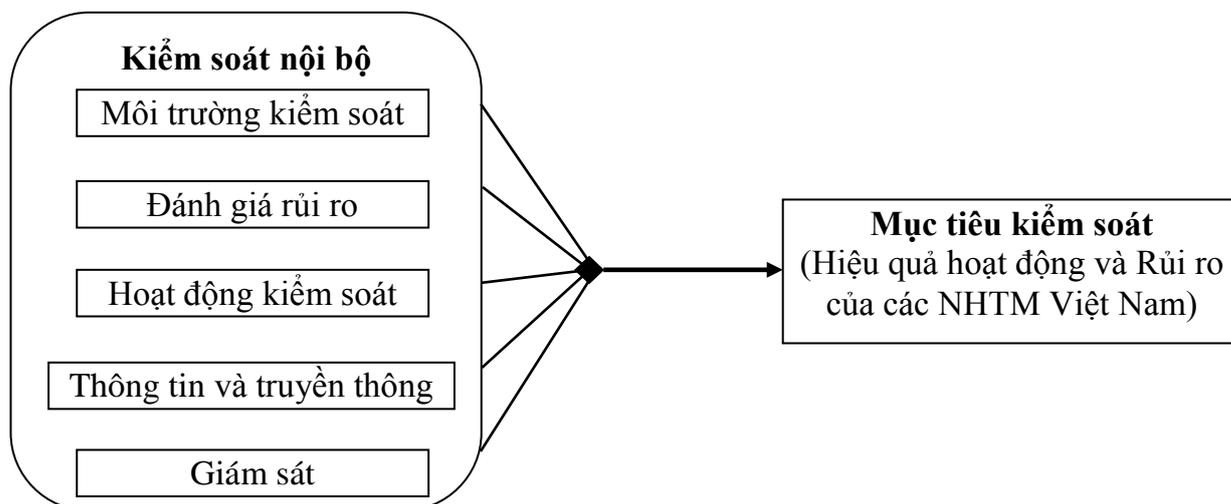 Kiểm soát nội bộ
Môi trường kiểm soát
Đánh giá rủi ro
Hoạt động kiểm soát
Thông tin và truyền thông
Giám sát
Mục tiêu kiểm soát
(Hiệu quả hoạt động và Rủi ro
của các NHTM Việt Nam)